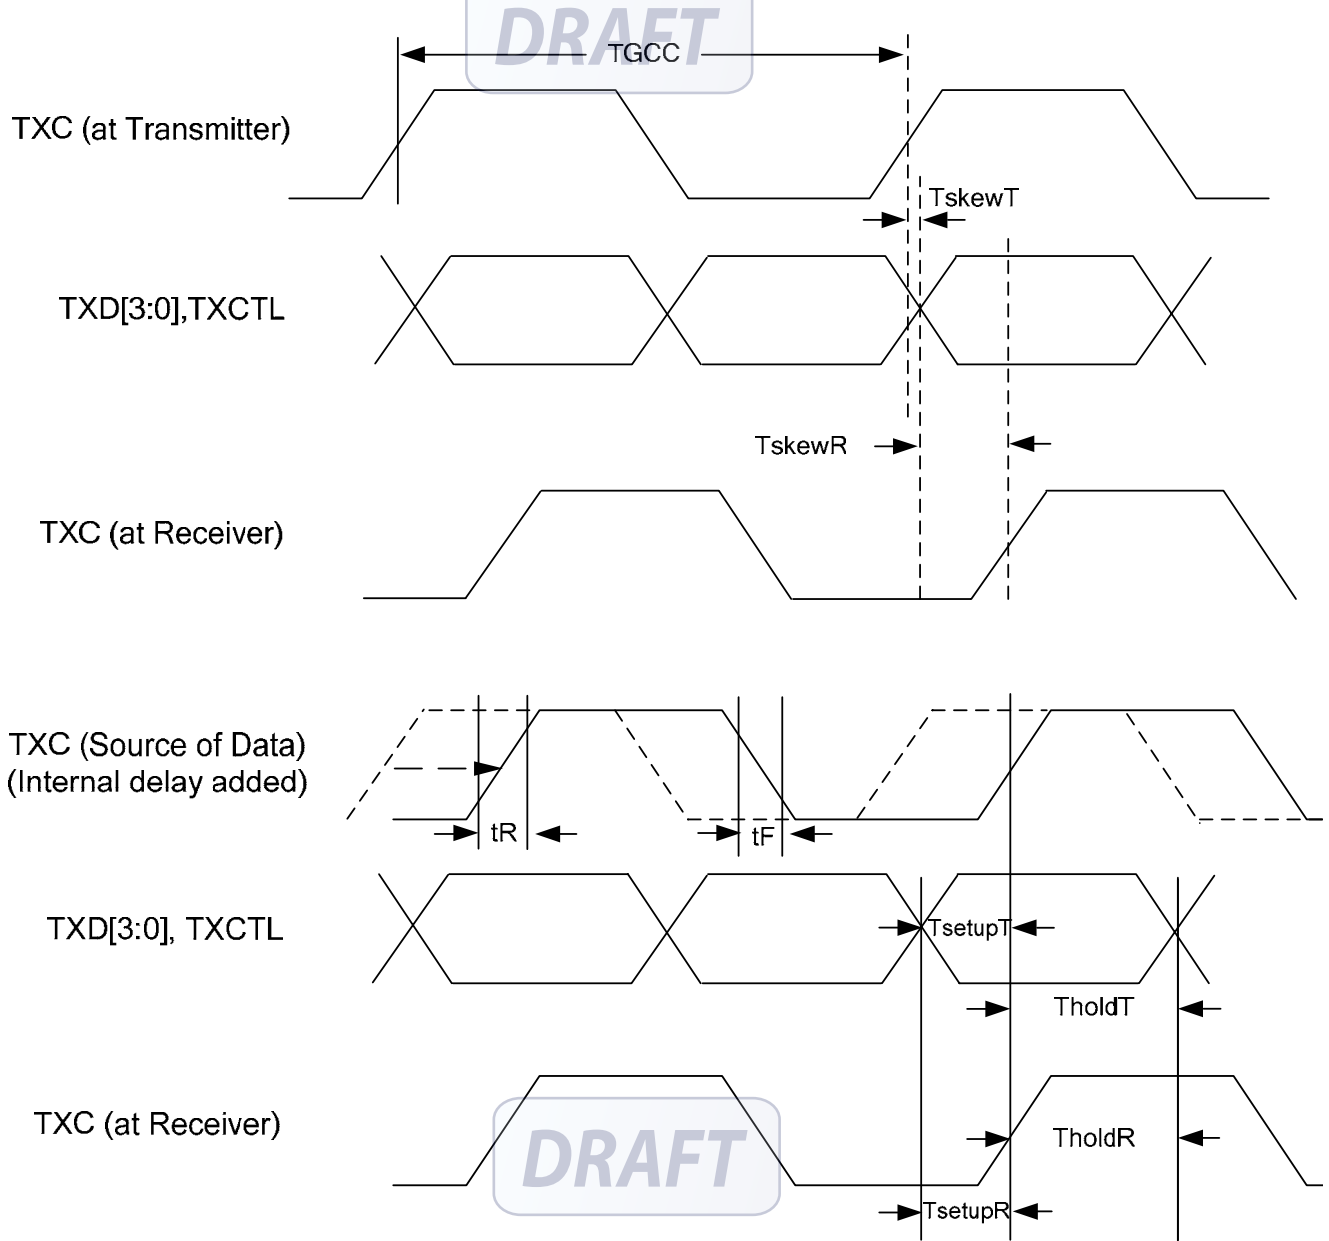 DRAFT
TGCC
TXC (at Transmitter)
TskewT
TXD[3:0],TXCTL
TskewR
TXC (at Receiver)
TXC (Source of Data)
(Internal delay added)
tR
tF
TXD[3:0], TXCTL
TsetupT
TholdT
TXC (at Receiver)
TholdR
DRAFT
TsetupR